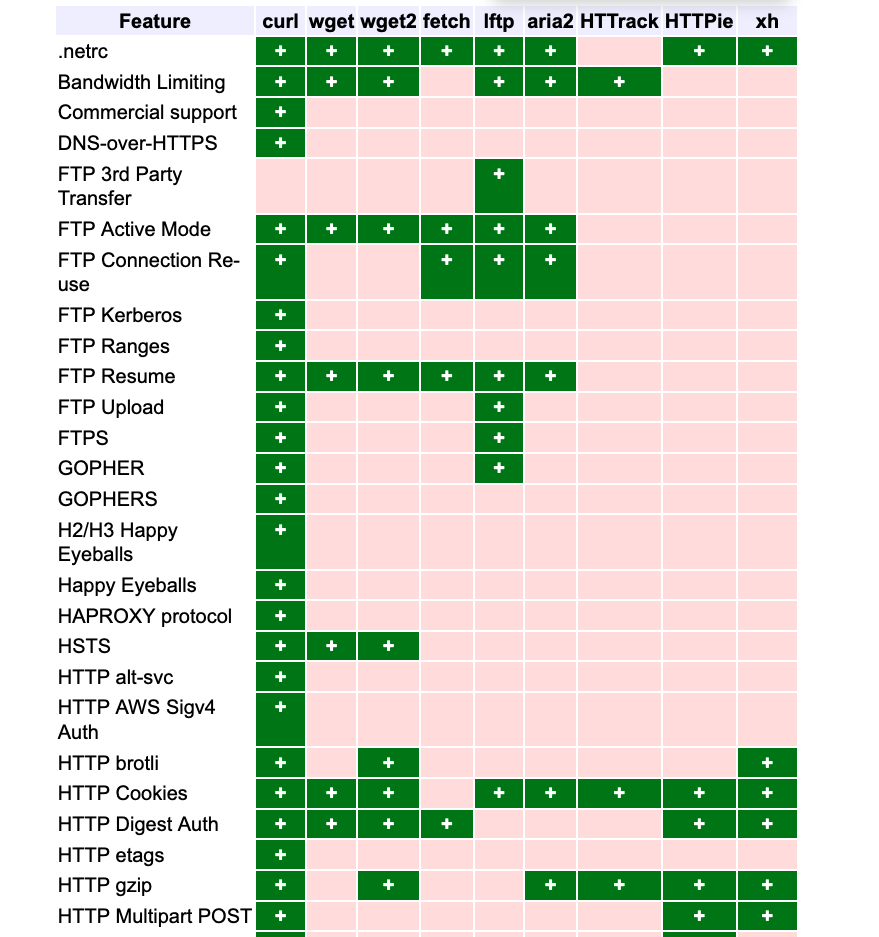 Feature curl wget wget2 fetch lftp aria2 HTTrack HTTPie xh
.netrc + + + + + + + +
Bandwidth Limiting + + + + + +
Commercial support +
DNS-over-HTTPS +
FTP 3rd Party +
Transfer
FTP Active Mode + + + + + +
FTP Connection Re- + + + +
use
FTP Kerberos +
FTP Ranges +
FTP Resume + + + + + +
FTP Upload + +
FTPS + +
GOPHER + +
GOPHERS +
H2/H3 Happy +
Eyeballs
Happy Eyeballs +
HAPROXY protocol +
HSTS + + +
HTTP alt-svc +
HTTP AWS Sigv4 +
Auth
HTTP brotli + + +
HTTP Cookies + + + + + + + +
HTTP Digest Auth + + + + + +
HTTP etags +
HTTP gzip + + + + + +
HTTP Multipart POST + + +